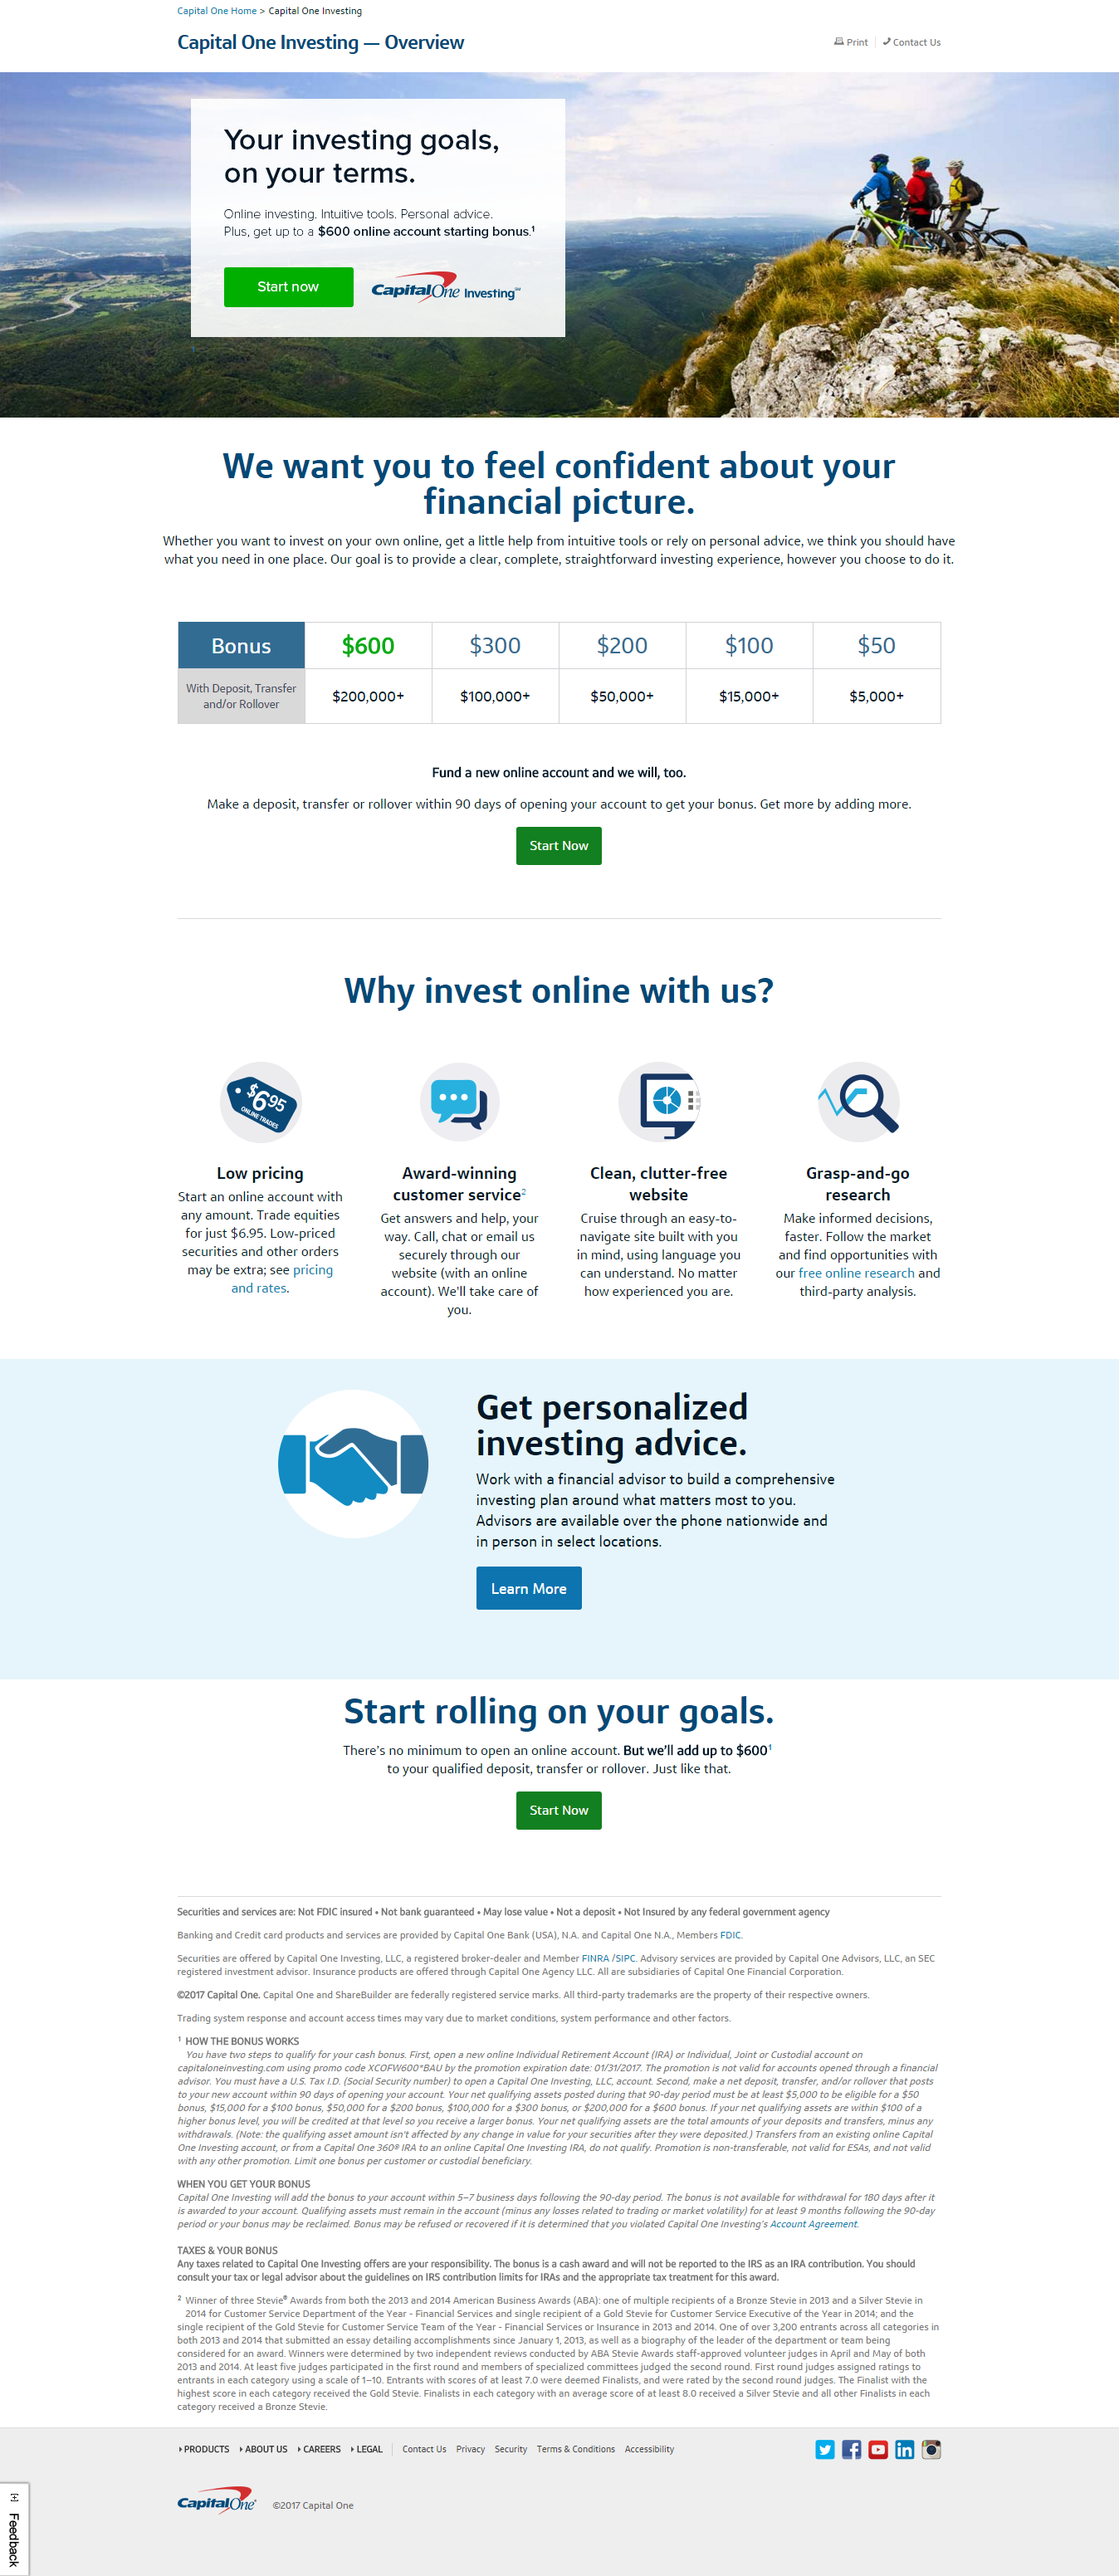 Capital One Home > Capital One Investing
Capital One Investing — Overview
Print
Contact Us
Your investing goals,
on your terms.
Online investing. Intuitive tools. Personal advice.
Plus, get up to a $600 online account starting bonus.¹
Start now
CapitalOne Investing℠
We want you to feel confident about your
financial picture.
Whether you want to invest on your own online, get a little help from intuitive tools or rely on personal advice, we think you should have
what you need in one place. Our goal is to provide a clear, complete, straightforward investing experience, however you choose to do it.
Bonus $600 $300 $200 $100 $50
With Deposit, Transfer
and/or Rollover
$200,000+ $100,000+ $50,000+ $15,000+ $5,000+
Fund a new online account and we will, too.
Make a deposit, transfer or rollover within 90 days of opening your account to get your bonus. Get more by adding more.
Start Now
Why invest online with us?
$6.95
ONLINE TRADES
Low pricing
Start an online account with
any amount. Trade equities
for just $6.95. Low-priced
securities and other orders
may be extra; see pricing
and rates.
Award-winning
customer service²
Get answers and help, your
way. Call, chat or email us
securely through our
website (with an online
account). We'll take care of
you.
Clean, clutter-free
website
Cruise through an easy-to-
navigate site built with you
in mind, using language you
can understand. No matter
how experienced you are.
Grasp-and-go
research
Make informed decisions,
faster. Follow the market
and find opportunities with
our free online research and
third-party analysis.
Get personalized
investing advice.
Work with a financial advisor to build a comprehensive
investing plan around what matters most to you.
Advisors are available over the phone nationwide and
in person in select locations.
Learn More
Start rolling on your goals.
There's no minimum to open an online account. But we'll add up to $600¹
to your qualified deposit, transfer or rollover. Just like that.
Start Now
Securities and services are: Not FDIC insured • Not bank guaranteed • May lose value • Not a deposit • Not Insured by any federal government agency
Banking and Credit card products and services are provided by Capital One Bank (USA), N.A. and Capital One N.A., Members FDIC.
Securities are offered by Capital One Investing, LLC, a registered broker-dealer and Member FINRA /SIPC. Advisory services are provided by Capital One Advisors, LLC, an SEC
registered investment advisor. Insurance products are offered through Capital One Agency LLC. All are subsidiaries of Capital One Financial Corporation.
©2017 Capital One. Capital One and ShareBuilder are federally registered service marks. All third-party trademarks are the property of their respective owners.
Trading system response and account access times may vary due to market conditions, system performance and other factors.
¹ HOW THE BONUS WORKS
You have two steps to qualify for your cash bonus. First, open a new online Individual Retirement Account (IRA) or Individual, Joint or Custodial account on
capitaloneinvesting.com using promo code XCOFW600*BAU by the promotion expiration date: 01/31/2017. The promotion is not valid for accounts opened through a financial
advisor. You must have a U.S. Tax I.D. (Social Security number) to open a Capital One Investing, LLC, account. Second, make a net deposit, transfer, and/or rollover that posts
to your new account within 90 days of opening your account. Your net qualifying assets posted during that 90-day period must be at least $5,000 to be eligible for a $50
bonus, $15,000 for a $100 bonus, $50,000 for a $200 bonus, $100,000 for a $300 bonus, or $200,000 for a $600 bonus. If your net qualifying assets are within $100 of a
higher bonus level, you will be credited at that level so you receive a larger bonus. Your net qualifying assets are the total amounts of your deposits and transfers, minus any
withdrawals. (Note: the qualifying asset amount isn't affected by any change in value for your securities after they were deposited.) Transfers from an existing online Capital
One Investing account, or from a Capital One 360® IRA to an online Capital One Investing IRA, do not qualify. Promotion is non-transferable, not valid for ESAs, and not valid
with any other promotion. Limit one bonus per customer or custodial beneficiary.
WHEN YOU GET YOUR BONUS
Capital One Investing will add the bonus to your account within 5–7 business days following the 90-day period. The bonus is not available for withdrawal for 180 days after it
is awarded to your account. Qualifying assets must remain in the account (minus any losses related to trading or market volatility) for at least 9 months following the 90-day
period or your bonus may be reclaimed. Bonus may be refused or recovered if it is determined that you violated Capital One Investing's Account Agreement.
TAXES & YOUR BONUS
Any taxes related to Capital One Investing offers are your responsibility. The bonus is a cash award and will not be reported to the IRS as an IRA contribution. You should
consult your tax or legal advisor about the guidelines on IRS contribution limits for IRAs and the appropriate tax treatment for this award.
² Winner of three Stevie® Awards from both the 2013 and 2014 American Business Awards (ABA): one of multiple recipients of a Bronze Stevie in 2013 and a Silver Stevie in
2014 for Customer Service Department of the Year - Financial Services and single recipient of a Gold Stevie for Customer Service Executive of the Year in 2014; and the
single recipient of the Gold Stevie for Customer Service Team of the Year - Financial Services or Insurance in 2013 and 2014. One of over 3,200 entrants across all categories in
both 2013 and 2014 that submitted an essay detailing accomplishments since January 1, 2013, as well as a biography of the leader of the department or team being
considered for an award. Winners were determined by two independent reviews conducted by ABA Stevie Awards staff-approved volunteer judges in April and May of both
2013 and 2014. At least five judges participated in the first round and members of specialized committees judged the second round. First round judges assigned ratings to
entrants in each category using a scale of 1–10. Entrants with scores of at least 7.0 were deemed Finalists, and were rated by the second round judges. The Finalist with the
highest score in each category received the Gold Stevie. Finalists in each category with an average score of at least 8.0 received a Silver Stevie and all other Finalists in each
category received a Bronze Stevie.
PRODUCTS ABOUT US CAREERS LEGAL Contact Us Privacy Security Terms & Conditions Accessibility
CapitalOne® ©2017 Capital One
[+] Feedback